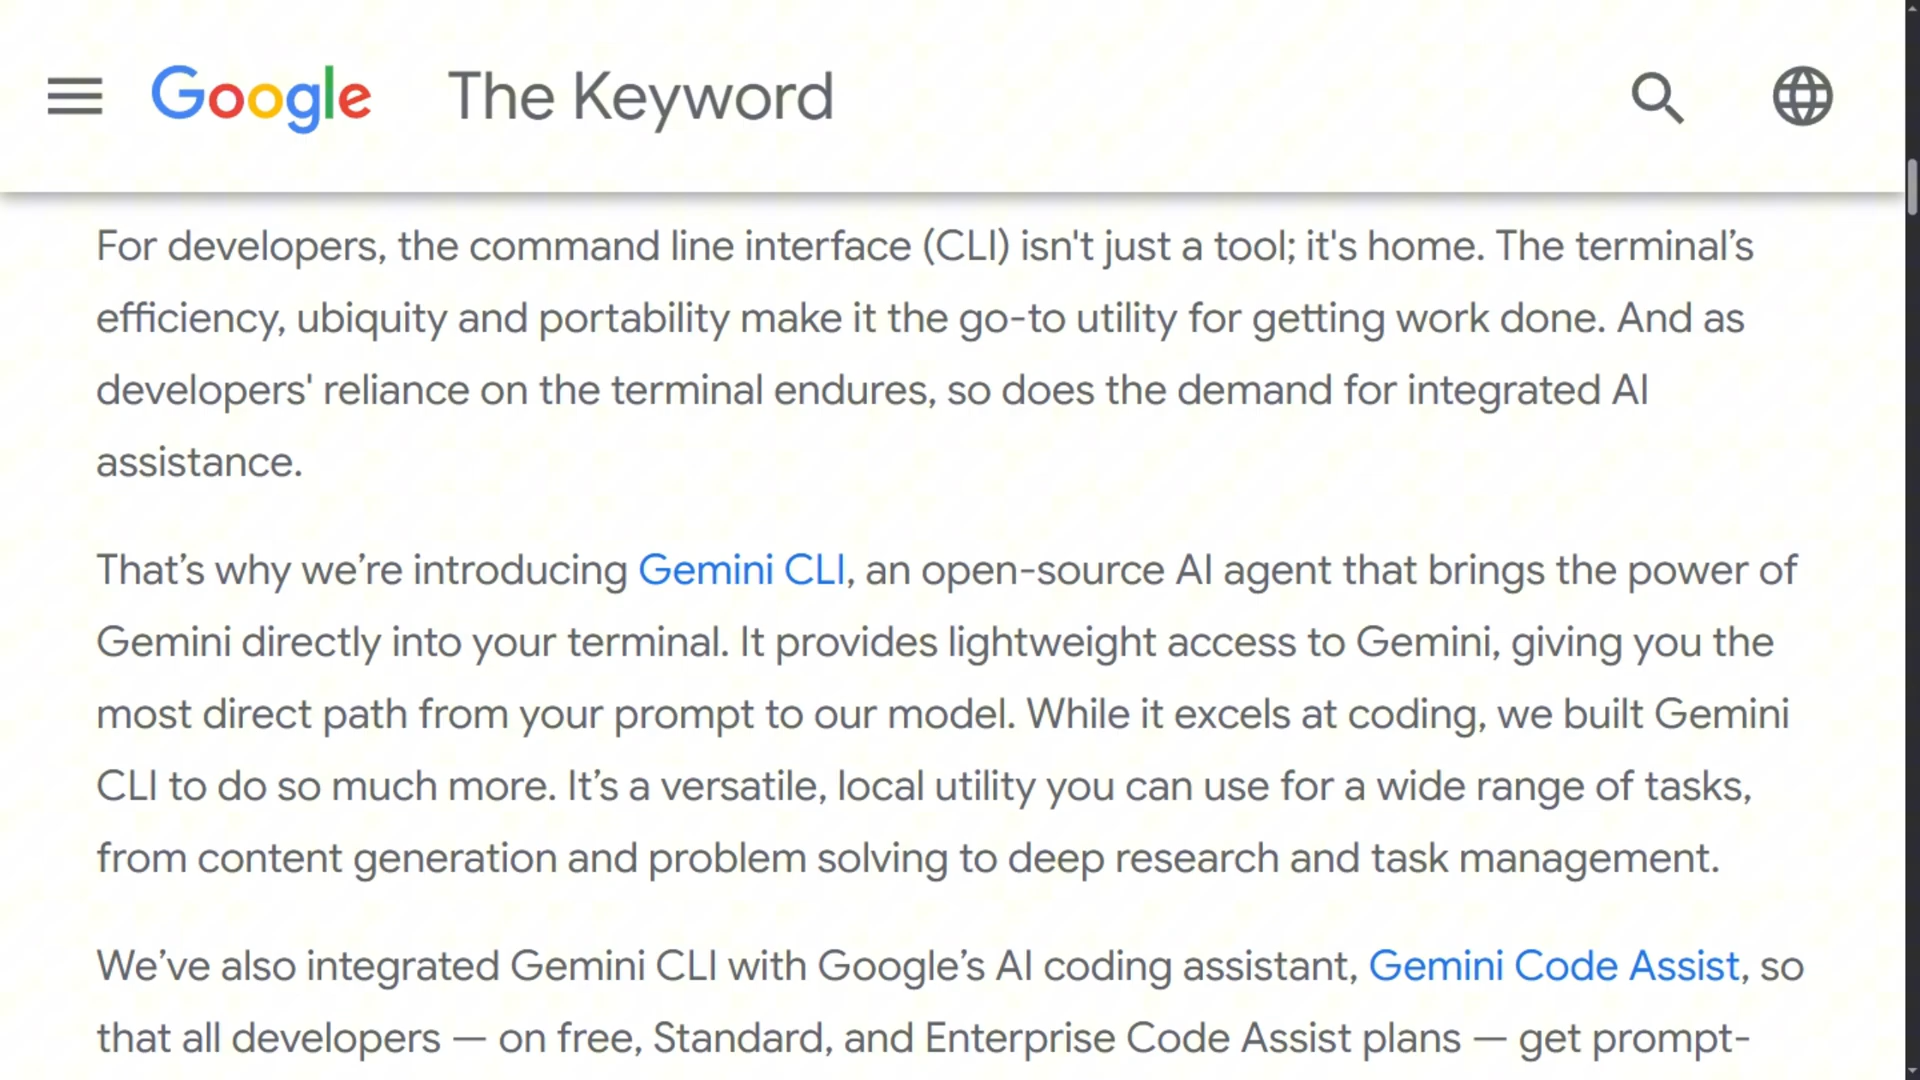 Google The Keyword
For developers, the command line interface (CLI) isn't just a tool; it's home. The terminal’s
efficiency, ubiquity and portability make it the go-to utility for getting work done. And as
developers' reliance on the terminal endures, so does the demand for integrated AI
assistance.
That’s why we’re introducing Gemini CLI, an open-source AI agent that brings the power of
Gemini directly into your terminal. It provides lightweight access to Gemini, giving you the
most direct path from your prompt to our model. While it excels at coding, we built Gemini
CLI to do so much more. It’s a versatile, local utility you can use for a wide range of tasks,
from content generation and problem solving to deep research and task management.
We’ve also integrated Gemini CLI with Google’s AI coding assistant, Gemini Code Assist, so
that all developers — on free, Standard, and Enterprise Code Assist plans — get prompt-